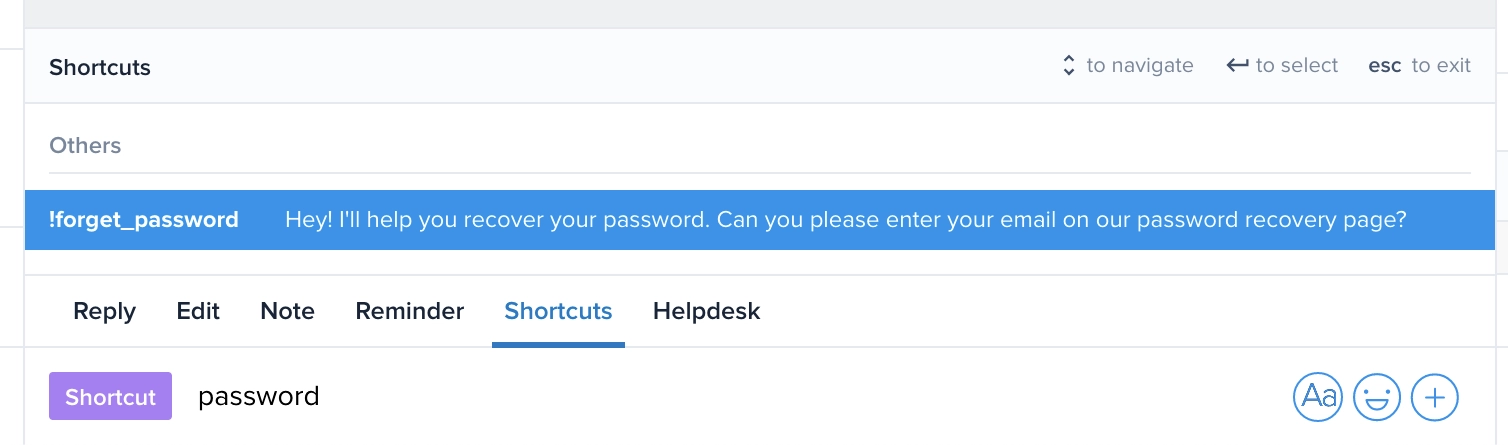 Shortcuts to navigate to select esc to exit
Others
!forget_password Hey! I'll help you recover your password. Can you please enter your email on our password recovery page?
Reply Edit Note Reminder Shortcuts Helpdesk
Shortcut password Aa